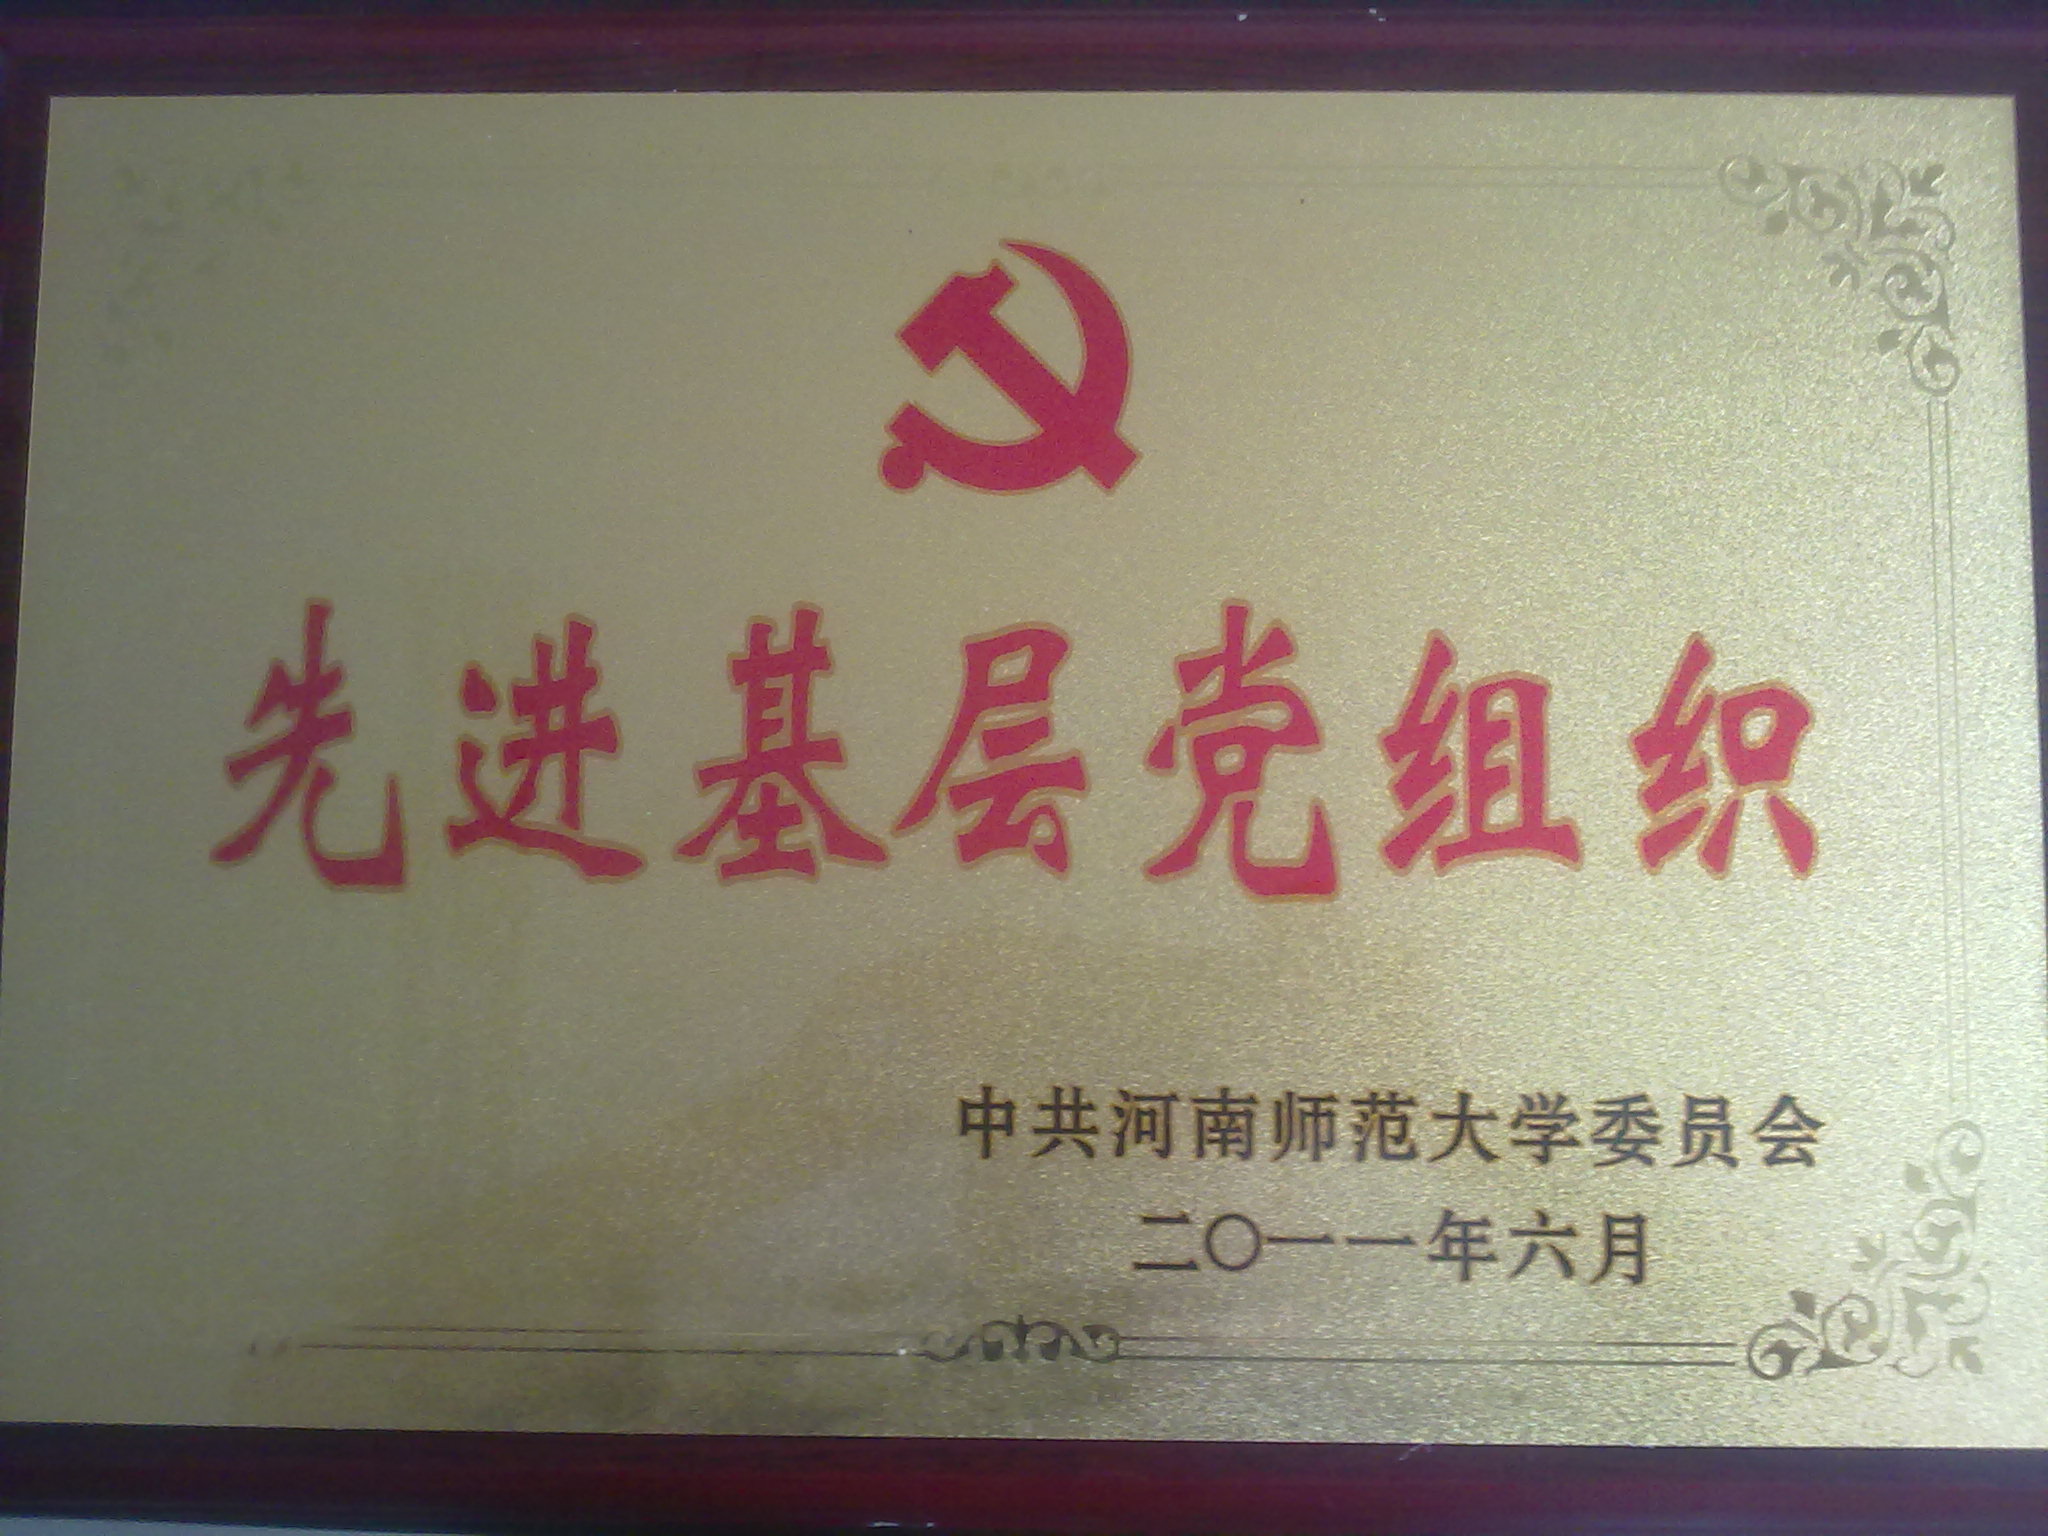 先进基层党组织
中共河南师范大学委员会
二〇一一年六月